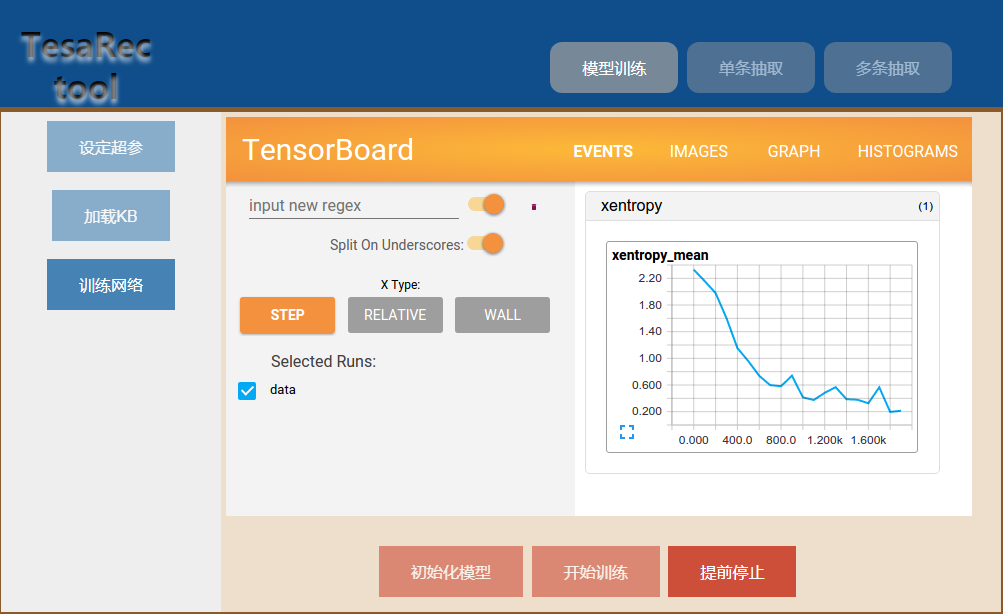 TesaRec
tool
模型训练 单条抽取 多条抽取
设定超参
加载KB
训练网络
TensorBoard EVENTS IMAGES GRAPH HISTOGRAMS
input new regex
Split On Underscores:
X Type:
STEP RELATIVE WALL
Selected Runs:
data
xentropy (1)
xentropy_mean
2.20
1.80
1.40
1.00
0.600
0.200
0.000 400.0 800.0 1.200k 1.600k
初始化模型 开始训练 提前停止